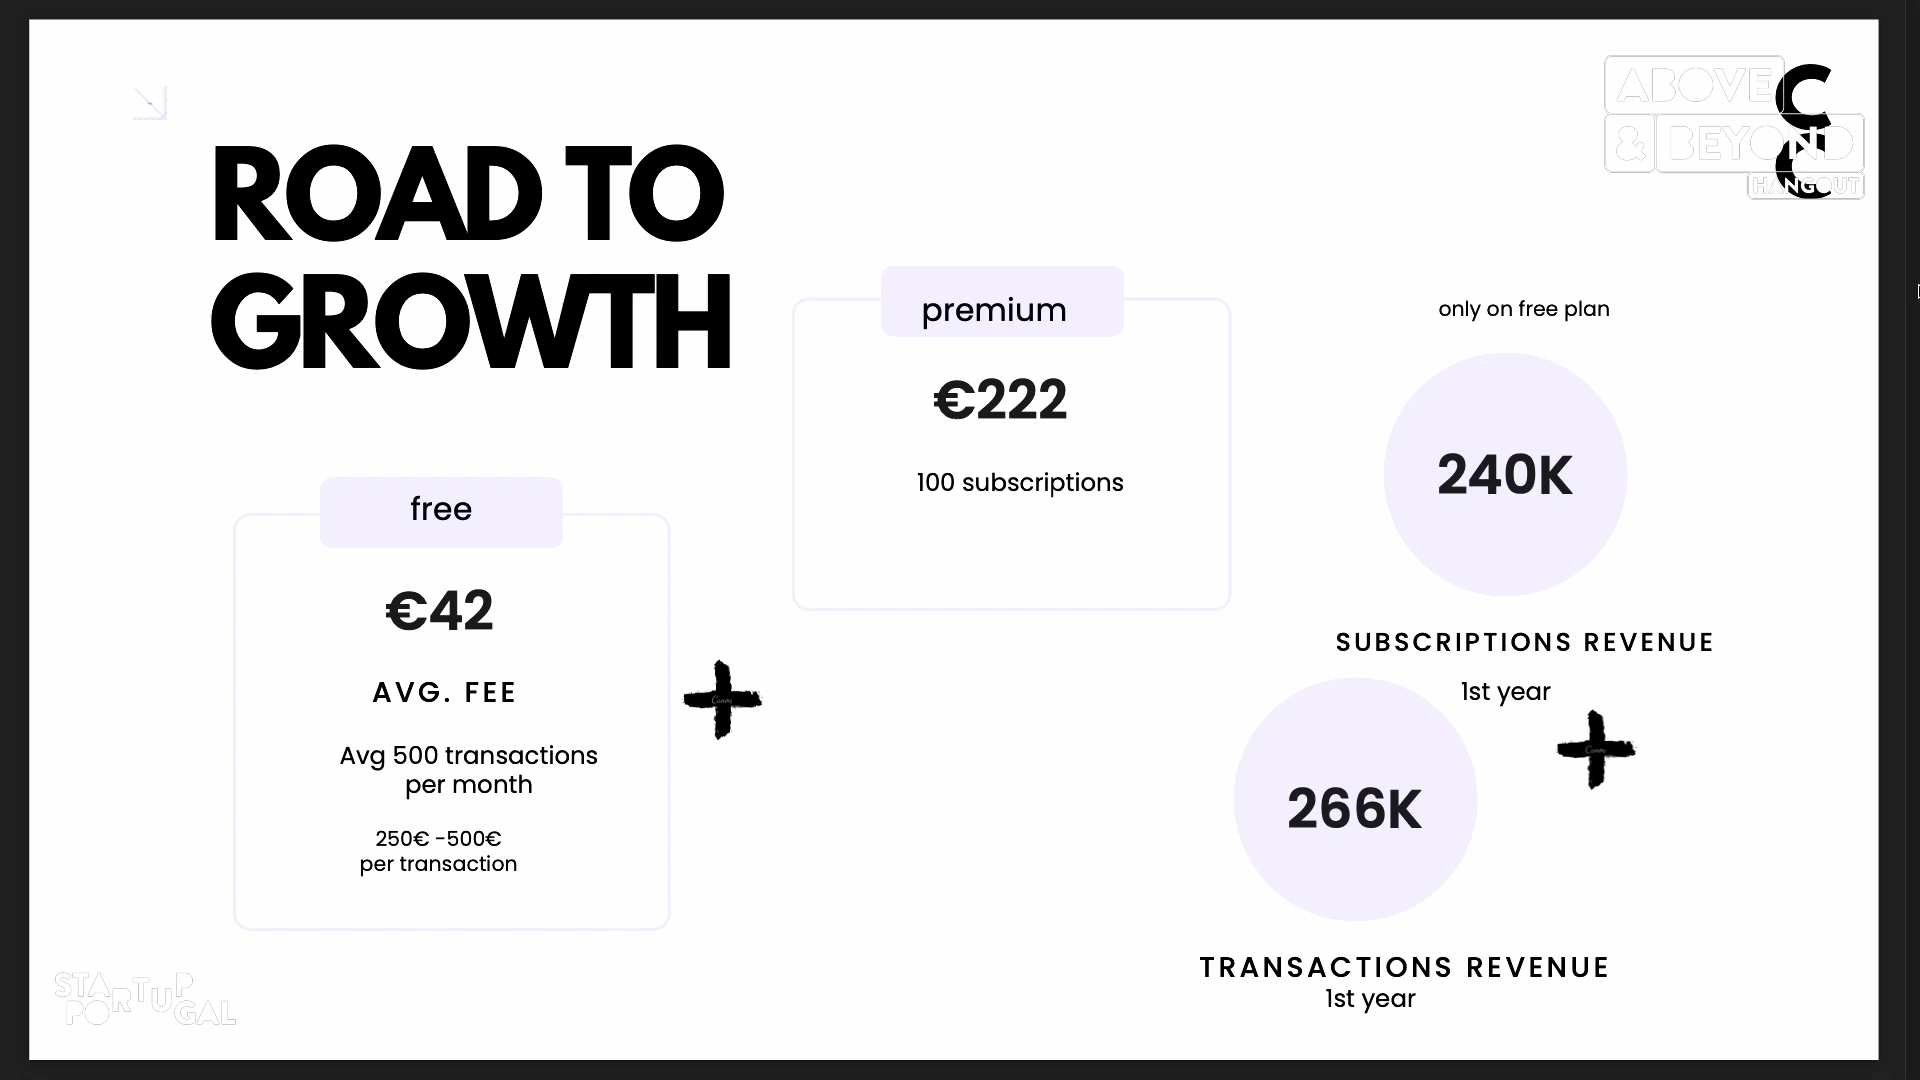 ROAD TO
GROWTH
free
€42
AVG. FEE
Avg 500 transactions
per month
250€ -500€
per transaction
premium
€222
100 subscriptions
only on free plan
240K
SUBSCRIPTIONS REVENUE
1st year
266K
TRANSACTIONS REVENUE
1st year
ABOVE
& BEYOND
HANGOUT
C
C
STARTUP
PORTUGAL
Canva
Canva